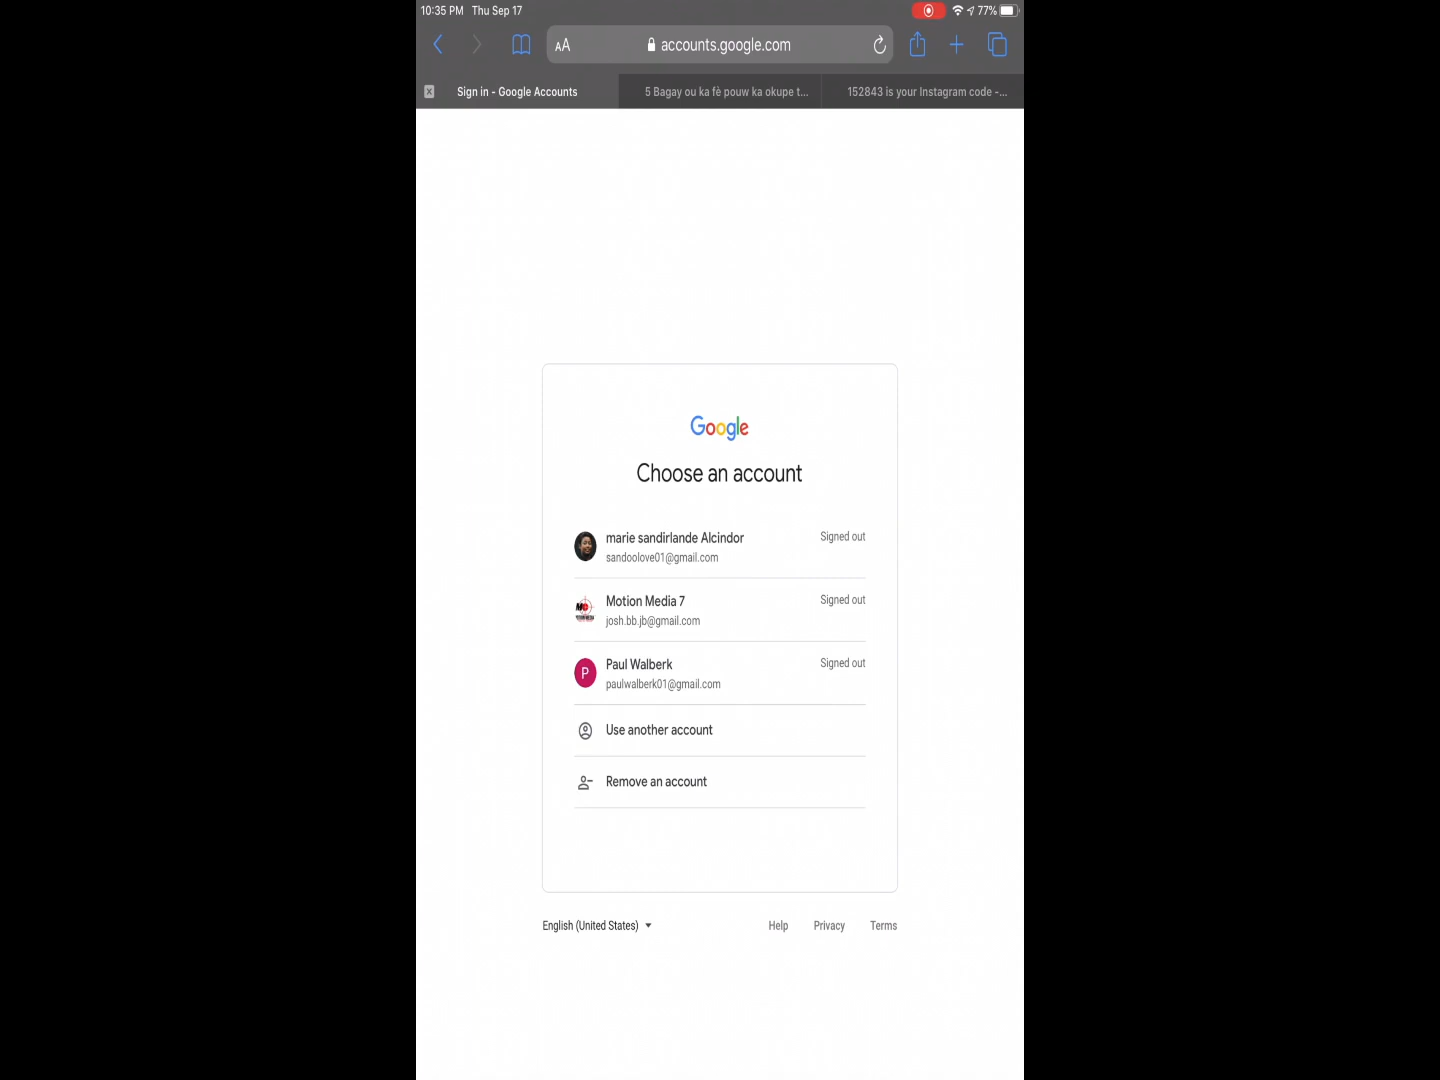 10:35 PM Thu Sep 17
77%
AA
accounts.google.com
Sign in - Google Accounts
5 Bagay ou ka fè pouw ka okupe t...
152843 is your Instagram code -...
Google
Choose an account
marie sandirlande Alcindor
Signed out
sandoolove01@gmail.com
Motion Media 7
Signed out
josh.bb.jb@gmail.com
P
Paul Walberk
Signed out
paulwalberk01@gmail.com
Use another account
Remove an account
English (United States)
Help Privacy Terms